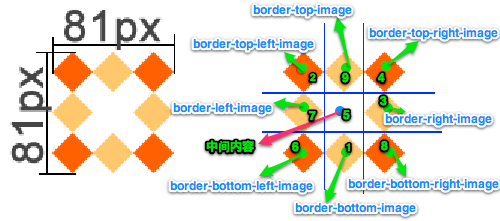 81px
81px
border-top-image
border-top-left-image
border-top-right-image
2
9
4
border-left-image
7
5
3
border-right-image
中间内容
6
1
8
border-bottom-left-image
border-bottom-right-image
border-bottom-image